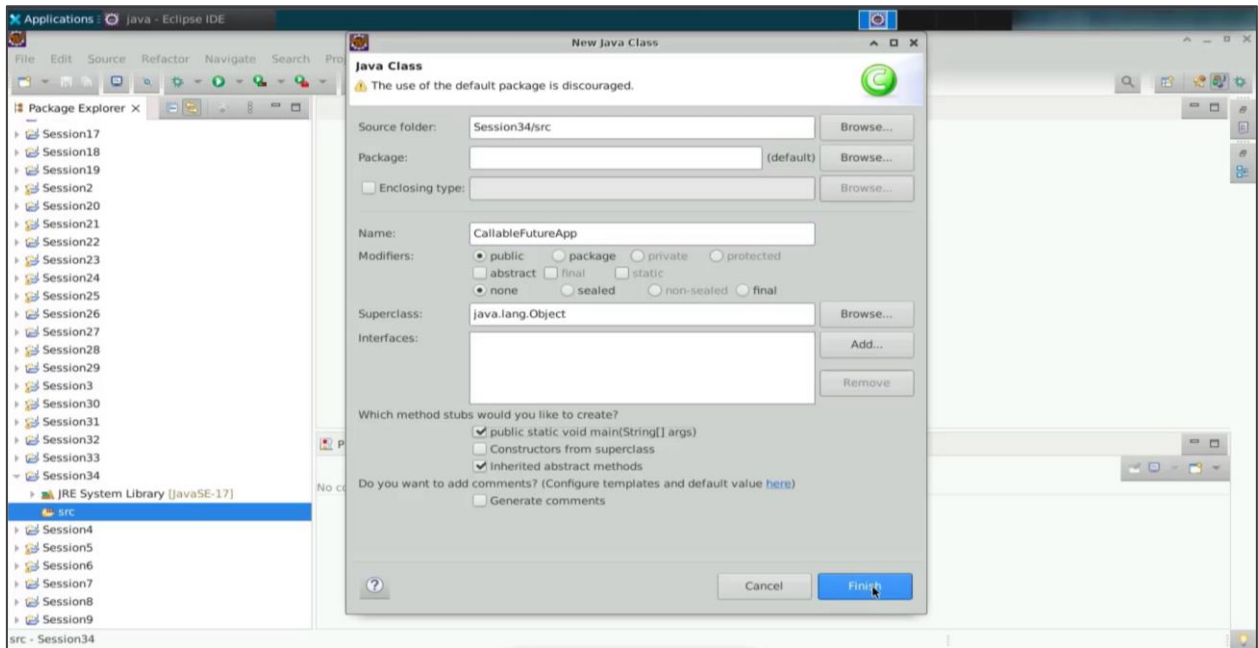 Applications : java - Eclipse IDE
File Edit Source Refactor Navigate Search
Package Explorer
Session17
Session18
Session19
Session2
Session20
Session21
Session22
Session23
Session24
Session25
Session26
Session27
Session28
Session29
Session3
Session30
Session31
Session32
Session33
Session34
JRE System Library [JavaSE-17]
src
Session4
Session5
Session6
Session7
Session8
Session9
src - Session34
New Java Class
Java Class
The use of the default package is discouraged.
Source folder: Session34/src Browse...
Package: (default) Browse...
Enclosing type: Browse...
Name: CallableFutureApp
Modifiers: public package private protected
abstract final static
none sealed non-sealed final
Superclass: java.lang.Object Browse...
Interfaces: Add...
Remove
Which method stubs would you like to create?
public static void main(String[] args)
Constructors from superclass
Inherited abstract methods
Do you want to add comments? (Configure templates and default value here)
Generate comments
Cancel Finish